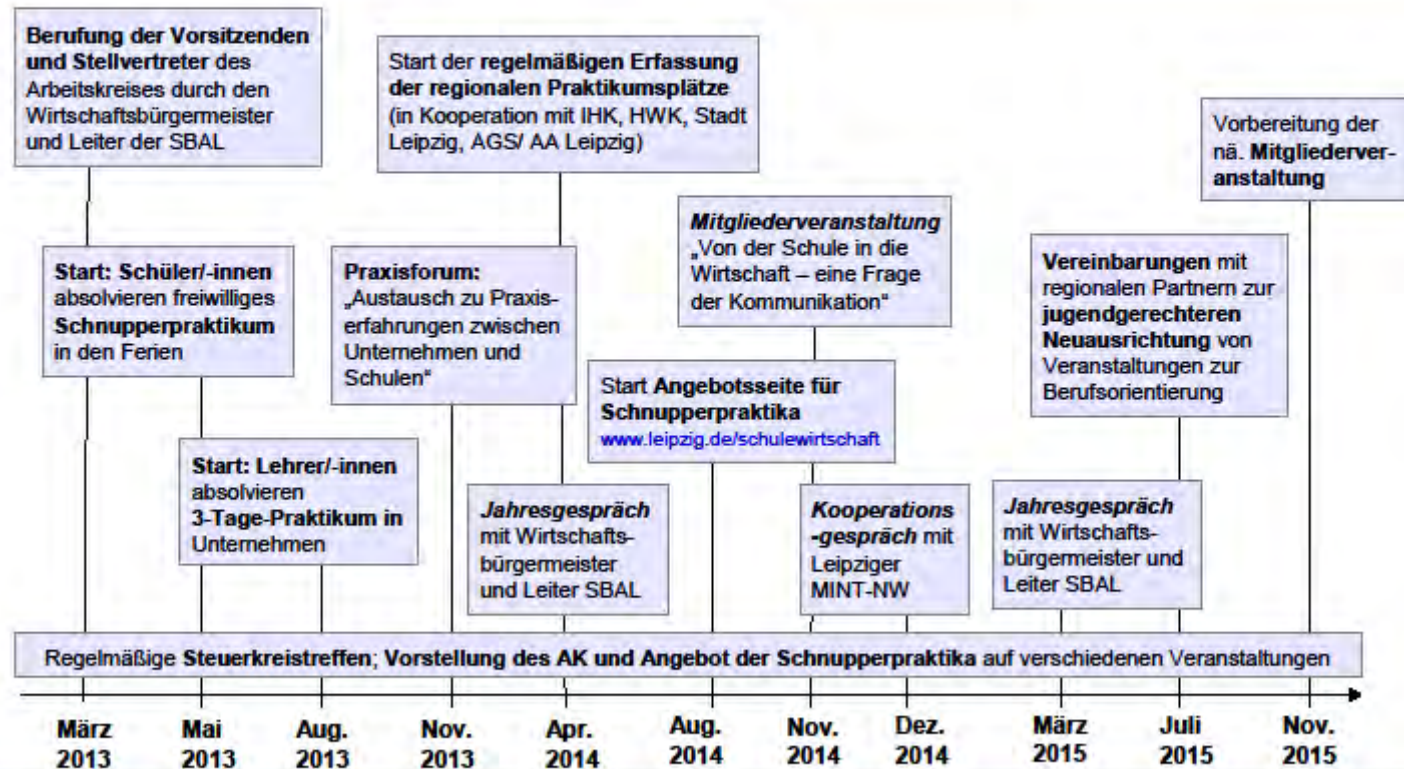 Berufung der Vorsitzenden
und Stellvertreter des
Arbeitskreises durch den
Wirtschaftsbürgermeister
und Leiter der SBAL
Start der regelmäßigen Erfassung
der regionalen Praktikumsplätze
(in Kooperation mit IHK, HWK, Stadt
Leipzig, AGS/ AA Leipzig)
Vorbereitung der
nä. Mitgliederver-
anstaltung
Start: Schüler/-innen
absolvieren freiwilliges
Schnupperpraktikum
in den Ferien
Praxisforum:
„Austausch zu Praxis-
erfahrungen zwischen
Unternehmen und
Schulen“
Mitgliederveranstaltung
„Von der Schule in die
Wirtschaft – eine Frage
der Kommunikation“
Vereinbarungen mit
regionalen Partnern zur
jugendgerechteren
Neuausrichtung von
Veranstaltungen zur
Berufsorientierung
Start Angebotsseite für
Schnupperpraktika
www.leipzig.de/schulewirtschaft
Start: Lehrer/-innen
absolvieren
3-Tage-Praktikum in
Unternehmen
Jahresgespräch
mit Wirtschafts-
bürgermeister
und Leiter SBAL
Kooperations
-gespräch mit
Leipziger
MINT-NW
Jahresgespräch
mit Wirtschafts-
bürgermeister und
Leiter SBAL
Regelmäßige Steuerkreistreffen; Vorstellung des AK und Angebot der Schnupperpraktika auf verschiedenen Veranstaltungen
März
2013
Mai
2013
Aug.
2013
Nov.
2013
Apr.
2014
Aug.
2014
Nov.
2014
Dez.
2014
März
2015
Juli
2015
Nov.
2015